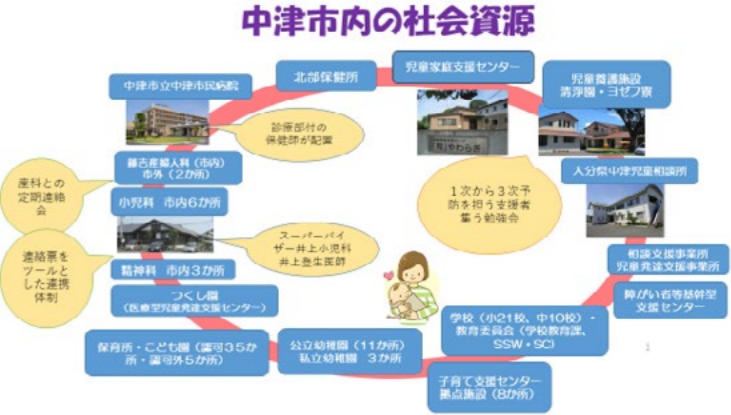 中津市内の社会資源
中津市立中津市民病院
北部保健所
児童家庭支援センター
児童養護施設
清浄園・ヨゼフ寮
診療部付の
保健師が配置
藤吉産婦人科（市内）
市外（２か所）
産科との
定期連絡
会
小児科　市内6か所
１次から３次予
防を担う支援者
集う勉強会
大分県中津児童相談所
スーパーバイ
ザー井上小児科
井上登生医師
連絡票を
ツールと
した連携
体制
精神科　市内３か所
相談支援事業所
児童発達支援事業所
つくし園
（医療型児童発達支援センター）
障がい者等基幹型
支援センター
学校（小21校、中10校）・
教育委員会（学校教育課、
SSW・SC）
保育所・こども園（認可３５か
所・認可外５か所）
公立幼稚園（11か所）
私立幼稚園　３か所
子育て支援センター
拠点施設（8か所）
1